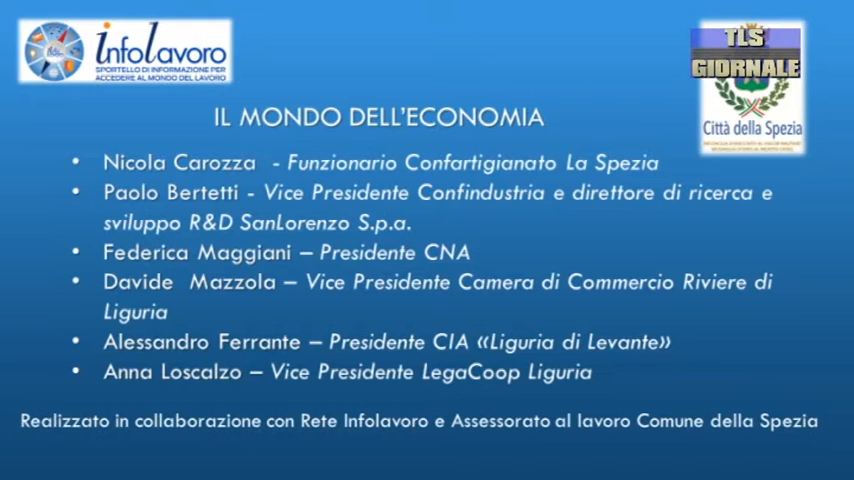 infolavoro
SPORTELLO DI INFORMAZIONE PER
ACCEDERE AL MONDO DEL LAVORO
TLS
GIORNALE
Città della Spezia
IL MONDO DELL'ECONOMIA
• Nicola Carozza - Funzionario Confartigianato La Spezia
• Paolo Bertetti - Vice Presidente Confindustria e direttore di ricerca e
sviluppo R&D SanLorenzo S.p.a.
• Federica Maggiani – Presidente CNA
• Davide Mazzola – Vice Presidente Camera di Commercio Riviere di
Liguria
• Alessandro Ferrante – Presidente CIA «Liguria di Levante»
• Anna Loscalzo – Vice Presidente LegaCoop Liguria
Realizzato in collaborazione con Rete Infolavoro e Assessorato al lavoro Comune della Spezia